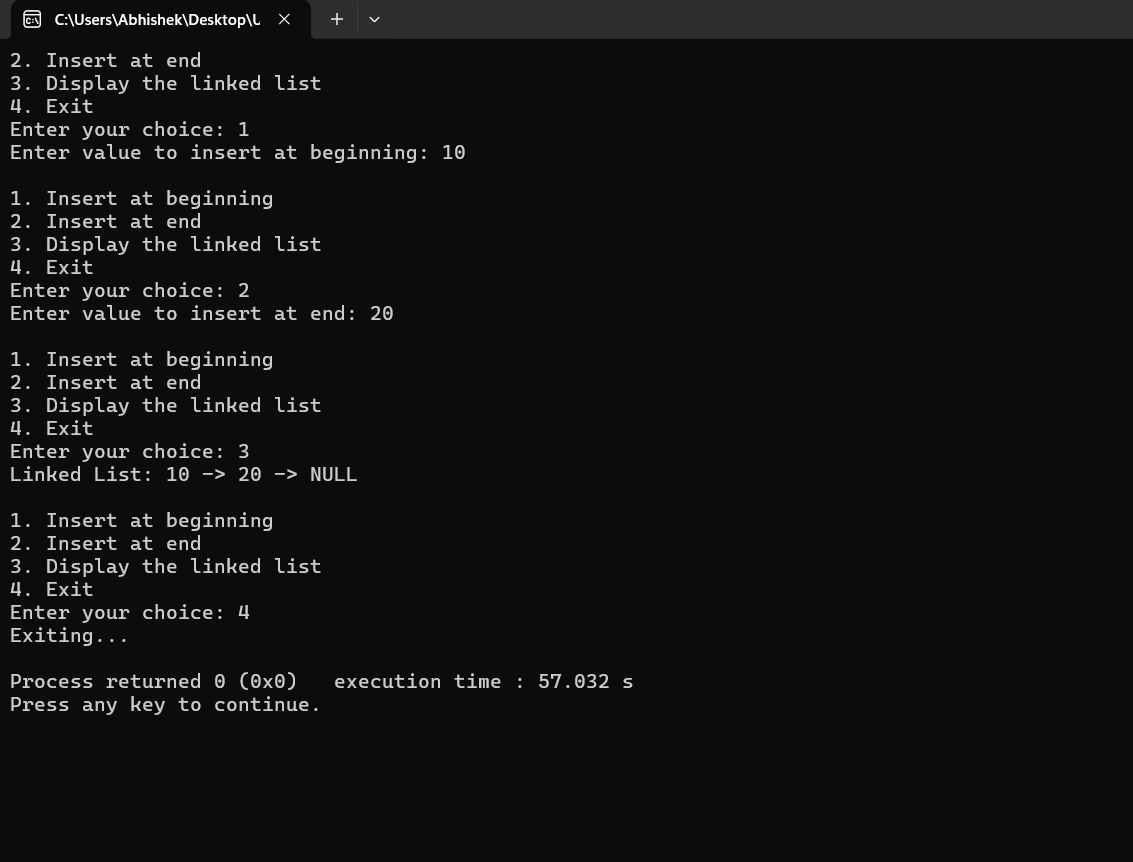 C:\Users\Abhishek\Desktop\U
2. Insert at end
3. Display the linked list
4. Exit
Enter your choice: 1
Enter value to insert at beginning: 10

1. Insert at beginning
2. Insert at end
3. Display the linked list
4. Exit
Enter your choice: 2
Enter value to insert at end: 20

1. Insert at beginning
2. Insert at end
3. Display the linked list
4. Exit
Enter your choice: 3
Linked List: 10 -> 20 -> NULL

1. Insert at beginning
2. Insert at end
3. Display the linked list
4. Exit
Enter your choice: 4
Exiting...

Process returned 0 (0x0)   execution time : 57.032 s
Press any key to continue.